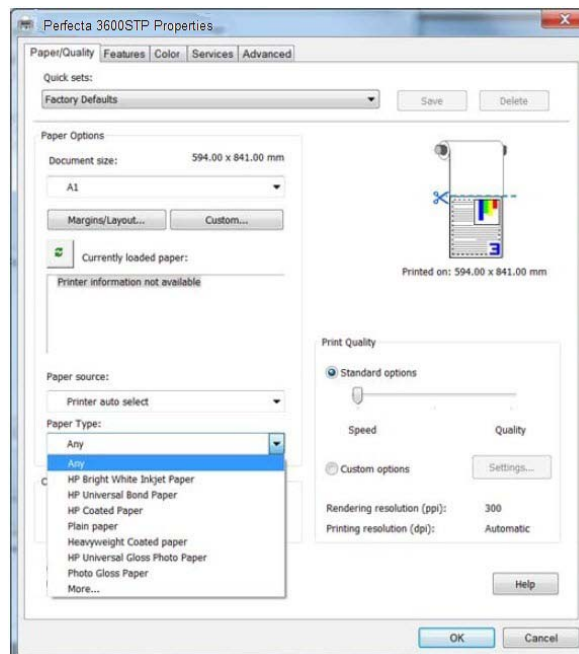 Perfecta 3600STP Properties
X
Paper/Quality Features Color Services Advanced
Quick sets:
Factory Defaults Save Delete
Paper Options
Document size: 594.00 x 841.00 mm
A1
Margins/Layout... Custom...
Currently loaded paper:
Printer information not available
3
Printed on: 594.00 x 841.00 mm
Paper source:
Printer auto select
Paper Type:
Any
Any
HP Bright White Inkjet Paper
HP Universal Bond Paper
HP Coated Paper
Plain paper
Heavyweight Coated paper
HP Universal Gloss Photo Paper
Photo Gloss Paper
More...
Print Quality
Standard options
Speed Quality
Custom options Settings...
Rendering resolution (ppi): 300
Printing resolution (dpi): Automatic
Help
OK Cancel